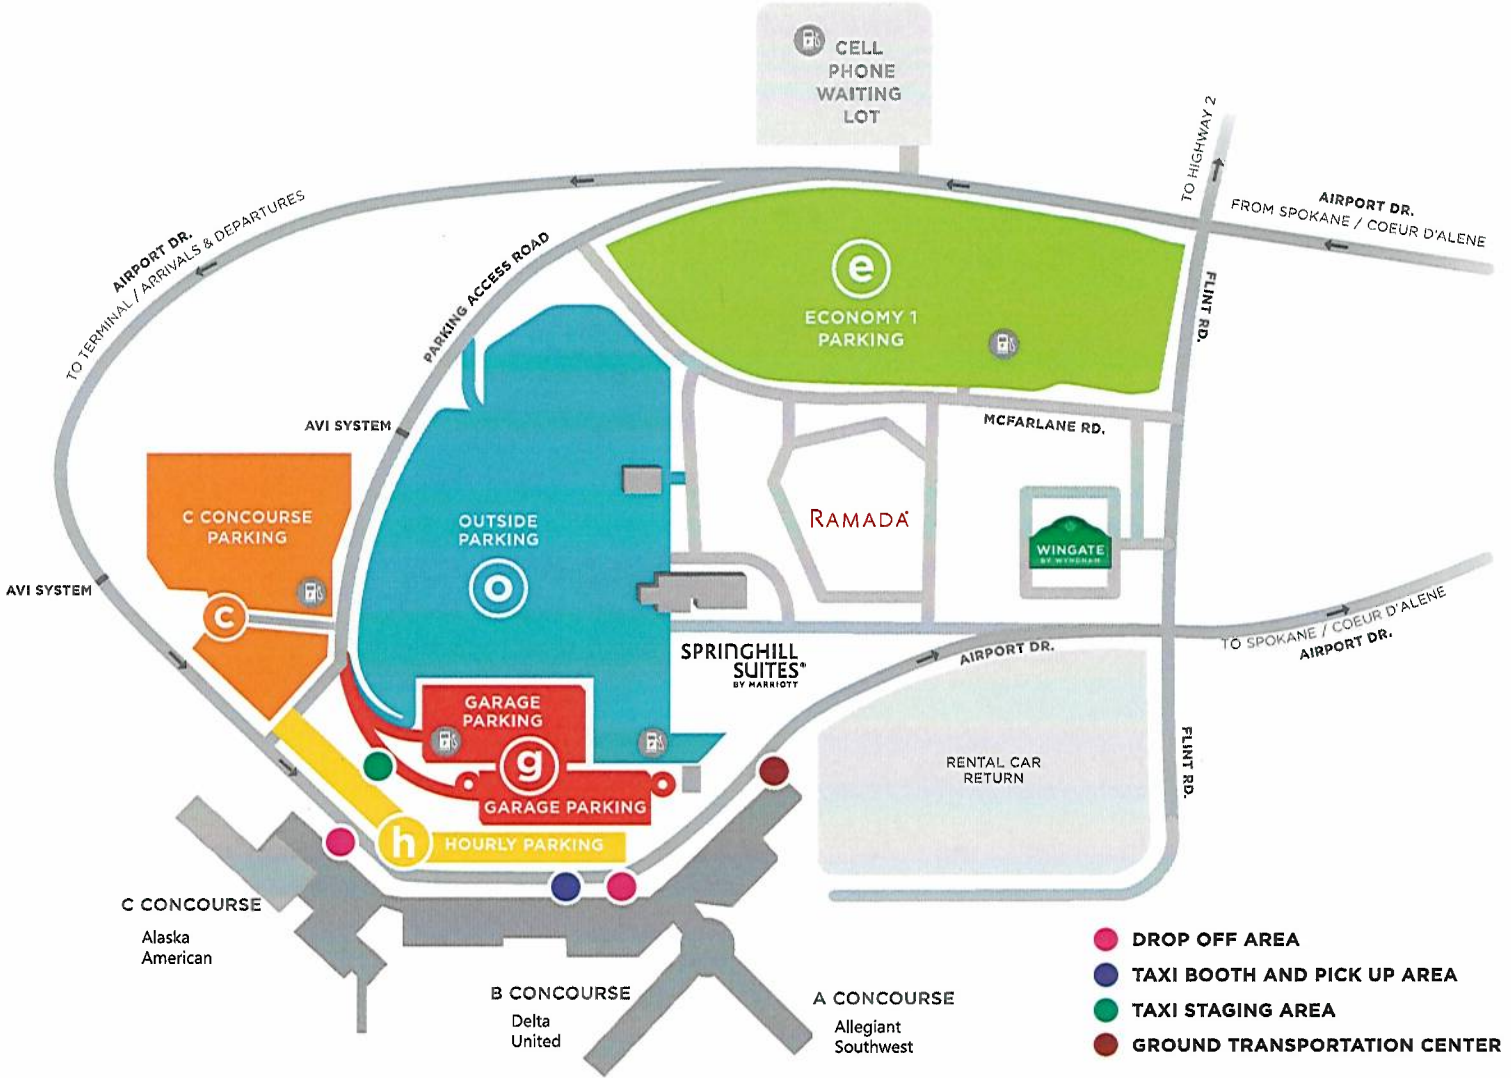 CELL
PHONE
WAITING
LOT
TO HIGHWAY 2
AIRPORT DR.
FROM SPOKANE / COEUR D'ALENE
AIRPORT DR.
TO TERMINAL / ARRIVALS & DEPARTURES
PARKING ACCESS ROAD
e
ECONOMY 1
PARKING
FLINT RD.
MCFARLANE RD.
AVI SYSTEM
C CONCOURSE
PARKING
c
AVI SYSTEM
OUTSIDE
PARKING
o
RAMADA
WINGATE
BY WYNDHAM
SPRINGHILL
SUITES®
BY MARRIOTT
AIRPORT DR.
TO SPOKANE / COEUR D'ALENE
AIRPORT DR.
GARAGE
PARKING
g
GARAGE PARKING
h
HOURLY PARKING
RENTAL CAR
RETURN
FLINT RD.
C CONCOURSE
Alaska
American
B CONCOURSE
Delta
United
A CONCOURSE
Allegiant
Southwest
DROP OFF AREA
TAXI BOOTH AND PICK UP AREA
TAXI STAGING AREA
GROUND TRANSPORTATION CENTER